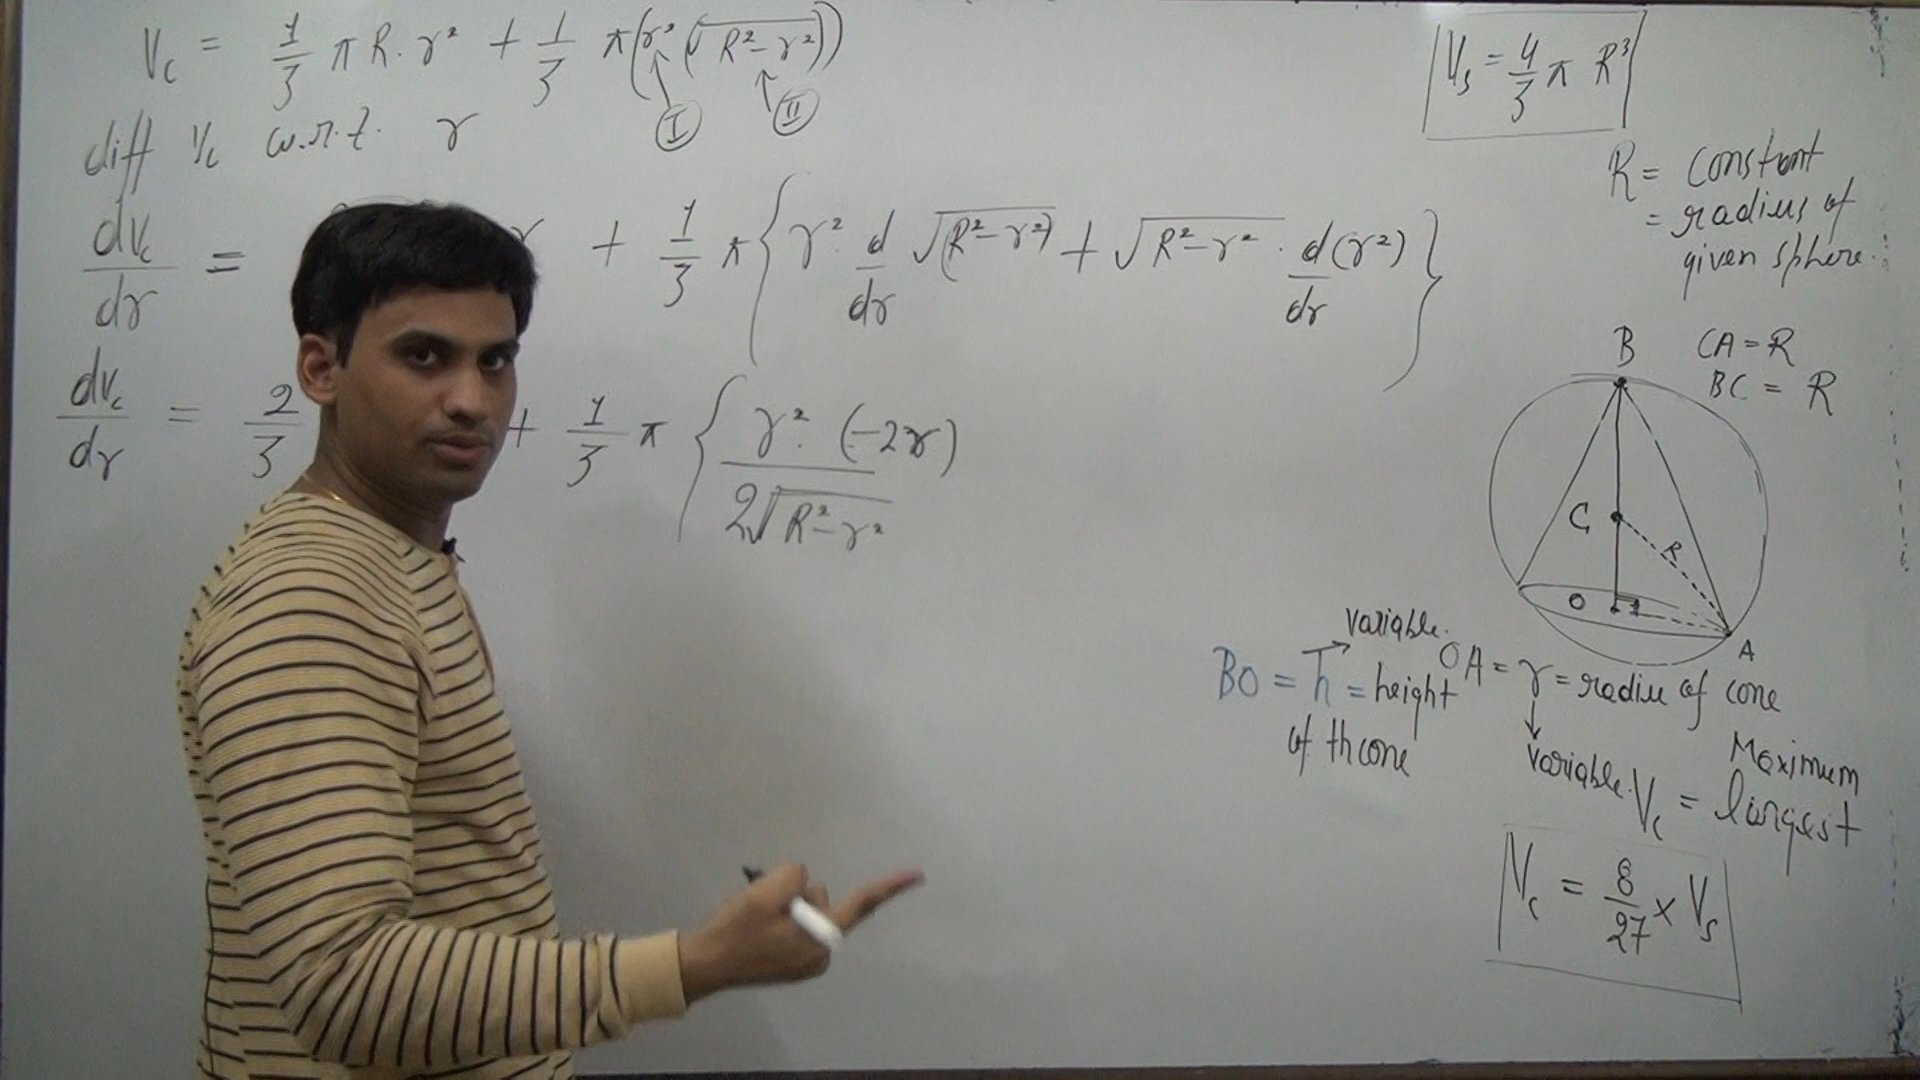 V_c = 1/3 π R. r² + 1/3 π(r² (√R²-r²))
I II
diff V_c w.r.t. r
dV_c/dr = r + 1/3 π { r² d/dr √(R²-r²) + √R²-r² . d(r²)/dr }
dV_c/dr = 2/3 + 1/3 π { r². (-2r) / 2√R²-r²
V_s = 4/3 π R³
R = constant
= radius of
given sphere.
CA = R
BC = R
B
C
R
O
A
variable.
BO = h = height
of thcone
OA = r = radiu of cone
variable.
Maximum
V_c = largest
V_c = 8/27 × V_s